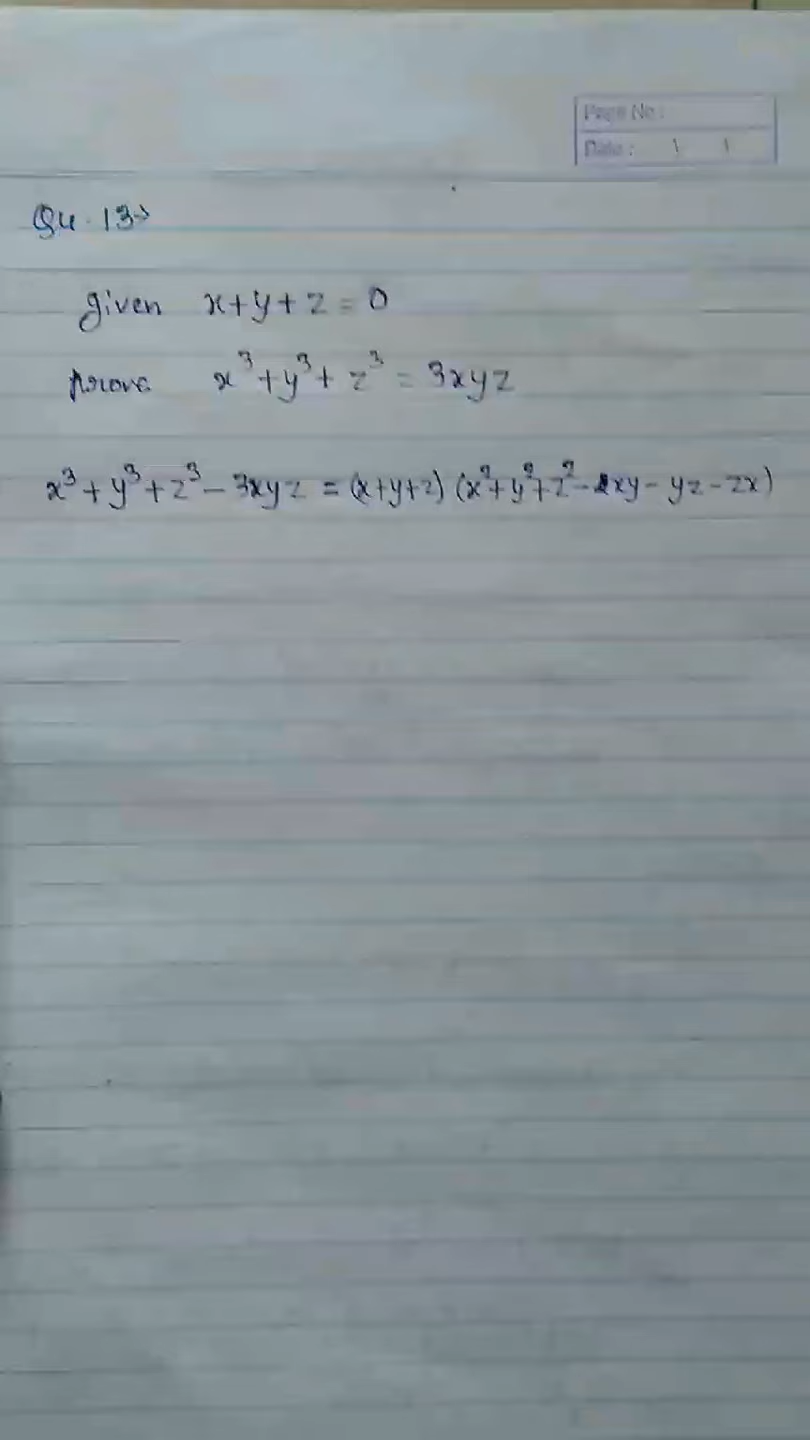 Page No :
Date : \ \
Qu. 13→
given x+y+z = 0
prove x³+y³+z³ = 3xyz
x³+y³+z³-3xyz = (x+y+z) (x²+y²+z²-xy-yz-zx)